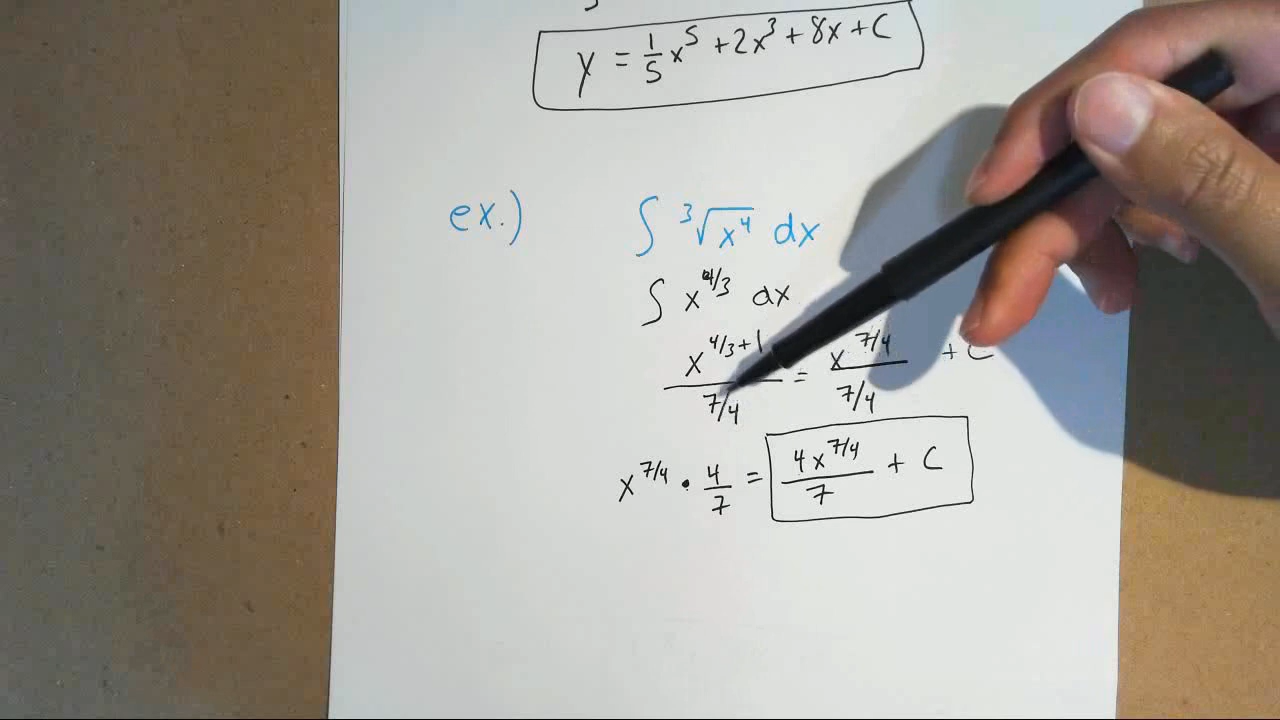 y = 1/5 x^5 + 2x^3 + 8x + C
ex.) ∫ ³√x^4 dx
∫ x^4/3 dx
x^4/3+1 / 7/4 = x^7/4 / 7/4 + C
x^7/4 • 4/7 = 4x^7/4 / 7 + C